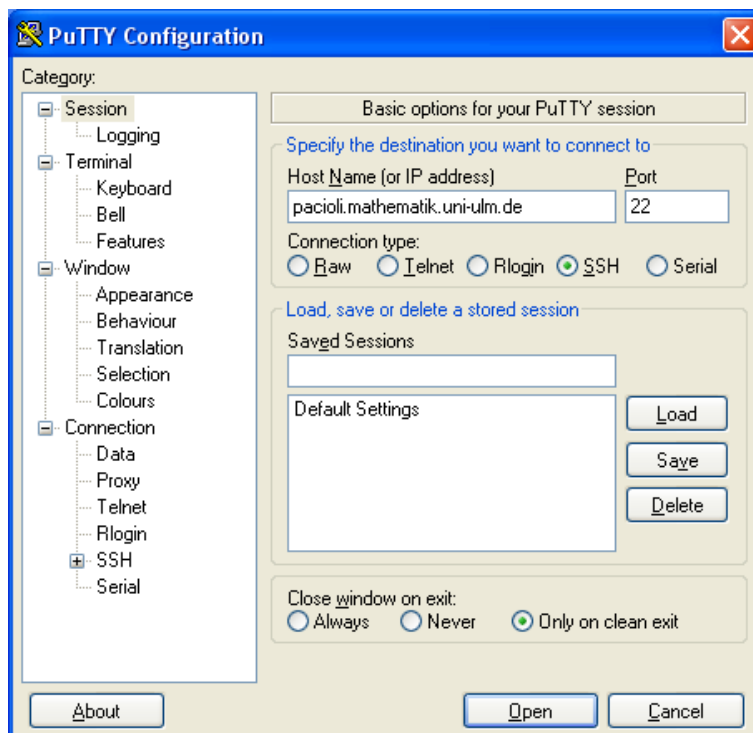 PuTTY Configuration
Category:
Session
Logging
Terminal
Keyboard
Bell
Features
Window
Appearance
Behaviour
Translation
Selection
Colours
Connection
Data
Proxy
Telnet
Rlogin
SSH
Serial
Basic options for your PuTTY session
Specify the destination you want to connect to
Host Name (or IP address) Port
pacioli.mathematik.uni-ulm.de 22
Connection type:
Raw Telnet Rlogin SSH Serial
Load, save or delete a stored session
Saved Sessions
Default Settings
Load
Save
Delete
Close window on exit:
Always Never Only on clean exit
About Open Cancel